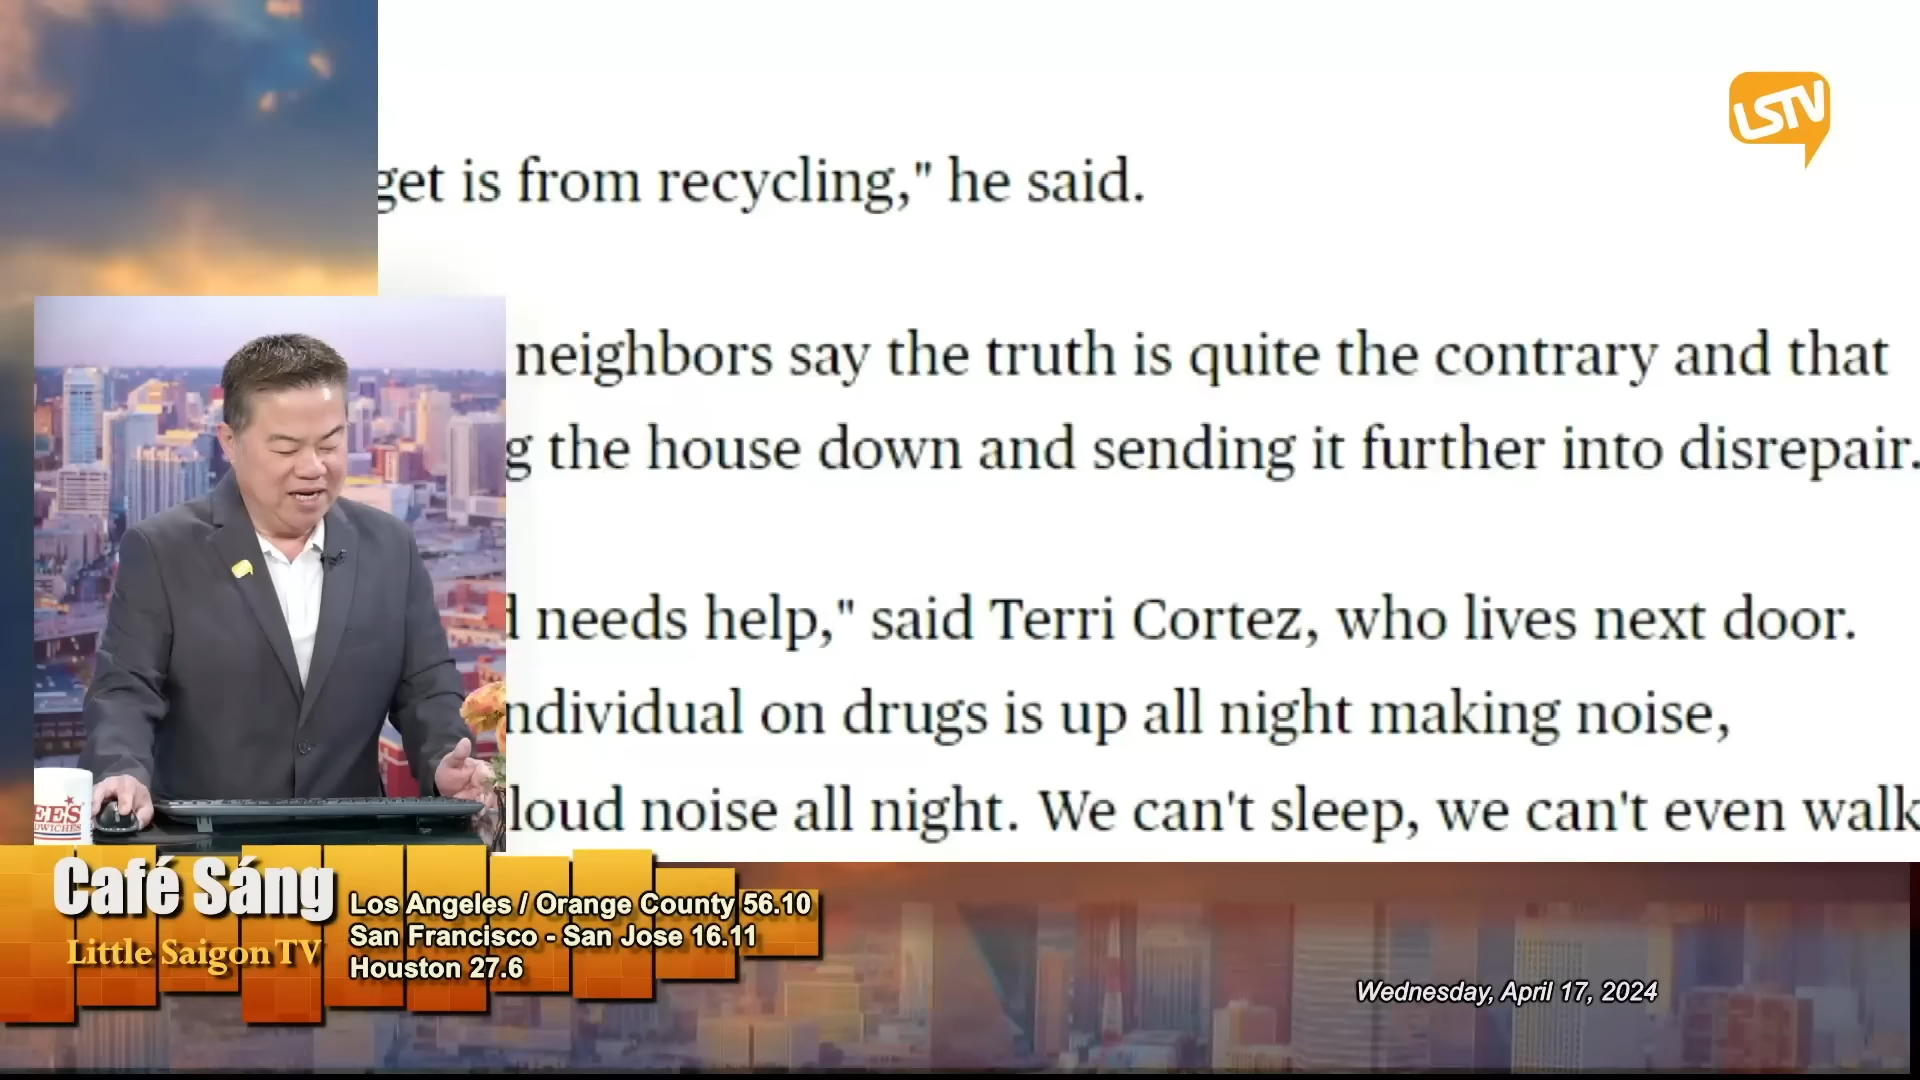 LSTV
get is from recycling," he said.
neighbors say the truth is quite the contrary and that
g the house down and sending it further into disrepair.
needs help," said Terri Cortez, who lives next door.
ndividual on drugs is up all night making noise,
loud noise all night. We can't sleep, we can't even walk
EE'S
DWICHES
Café Sáng
Little Saigon TV
Los Angeles / Orange County 56.10
San Francisco - San Jose 16.11
Houston 27.6
Wednesday, April 17, 2024